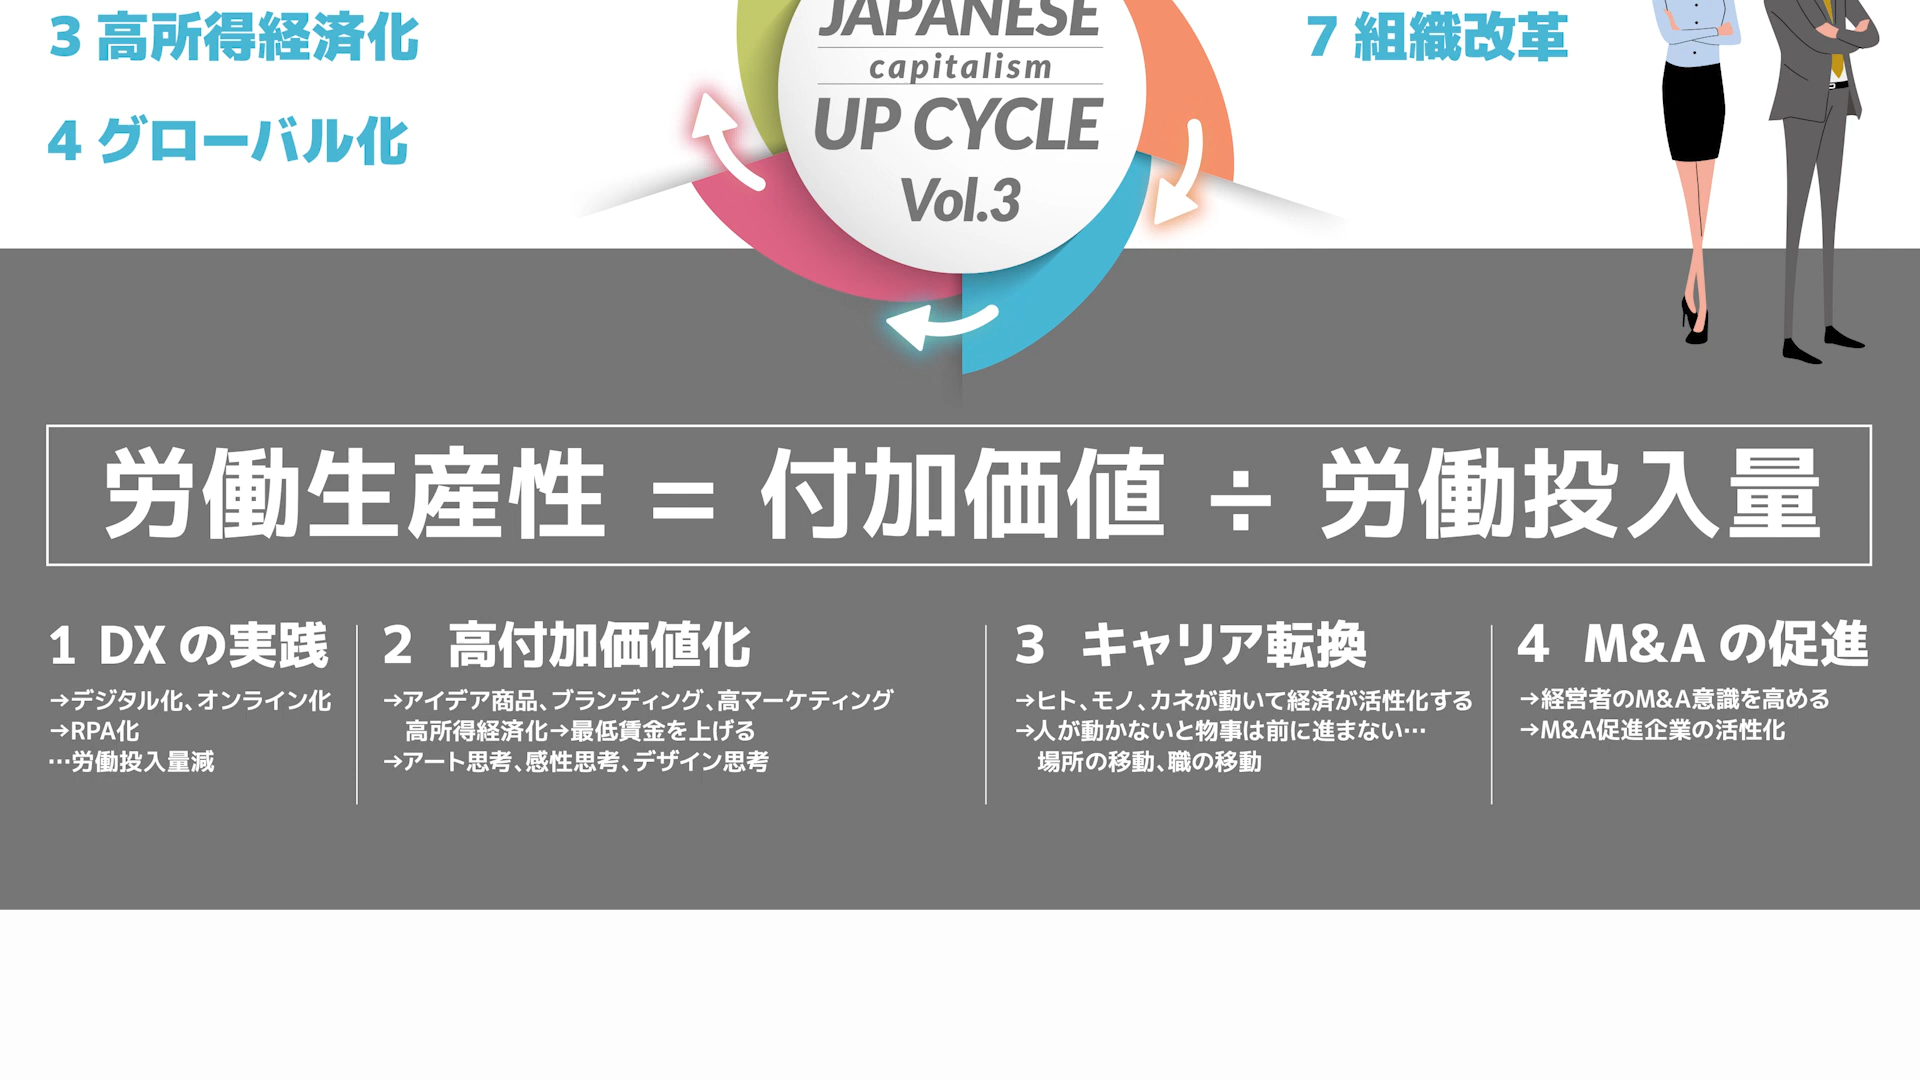 3 高所得経済化
4 グローバル化
JAPANESE
capitalism
UP CYCLE
Vol.3
7 組織改革
労働生産性 = 付加価値 ÷ 労働投入量
1 DX の実践
→デジタル化、オンライン化
→RPA化
…労働投入量減
2 高付加価値化
→アイデア商品、ブランディング、高マーケティング
高所得経済化→最低賃金を上げる
→アート思考、感性思考、デザイン思考
3 キャリア転換
→ヒト、モノ、カネが動いて経済が活性化する
→人が動かないと物事は前に進まない…
場所の移動、職の移動
4 M&A の促進
→経営者のM&A意識を高める
→M&A促進企業の活性化